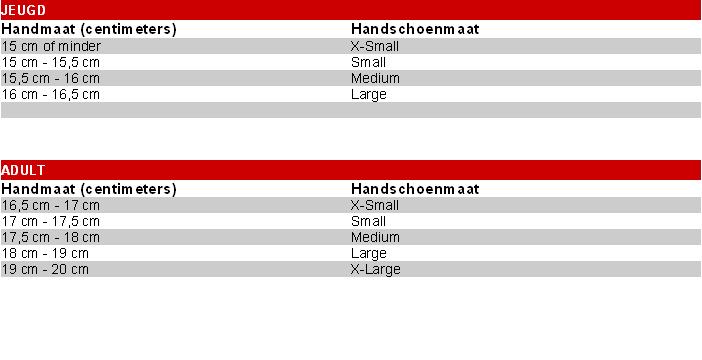 JEUGD
Handmaat (centimeters) Handschoenmaat
15 cm of minder X-Small
15 cm - 15,5 cm Small
15,5 cm - 16 cm Medium
16 cm - 16,5 cm Large
ADULT
Handmaat (centimeters) Handschoenmaat
16,5 cm - 17 cm X-Small
17 cm - 17,5 cm Small
17,5 cm - 18 cm Medium
18 cm - 19 cm Large
19 cm - 20 cm X-Large